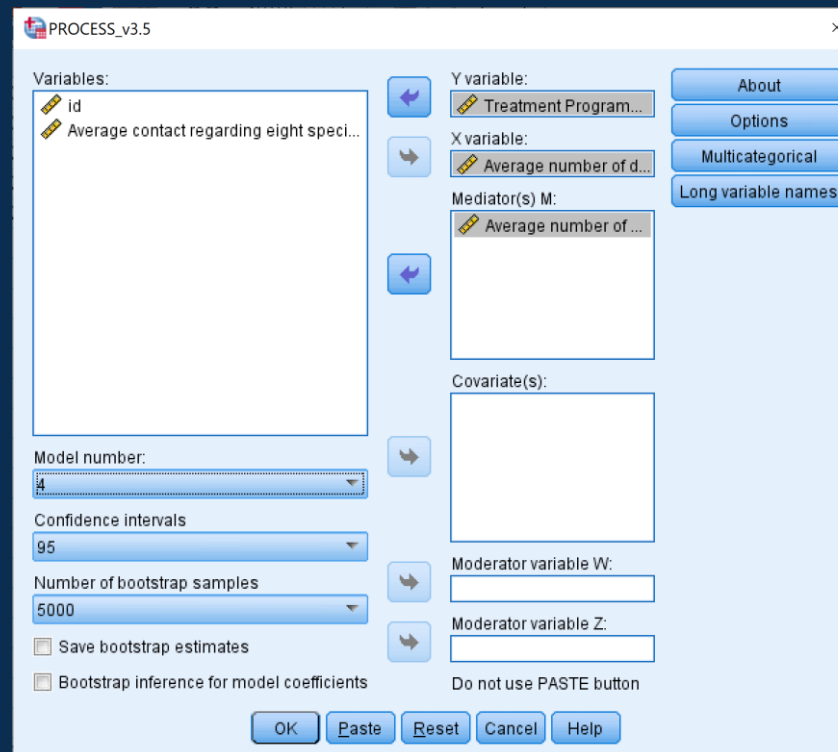 PROCESS_v3.5
Variables:
id
Average contact regarding eight speci...
Model number:
4
Confidence intervals
95
Number of bootstrap samples
5000
Save bootstrap estimates
Bootstrap inference for model coefficients
Y variable:
Treatment Program...
X variable:
Average number of d...
Mediator(s) M:
Average number of ...
Covariate(s):
Moderator variable W:
Moderator variable Z:
Do not use PASTE button
About
Options
Multicategorical
Long variable names
OK
Paste
Reset
Cancel
Help